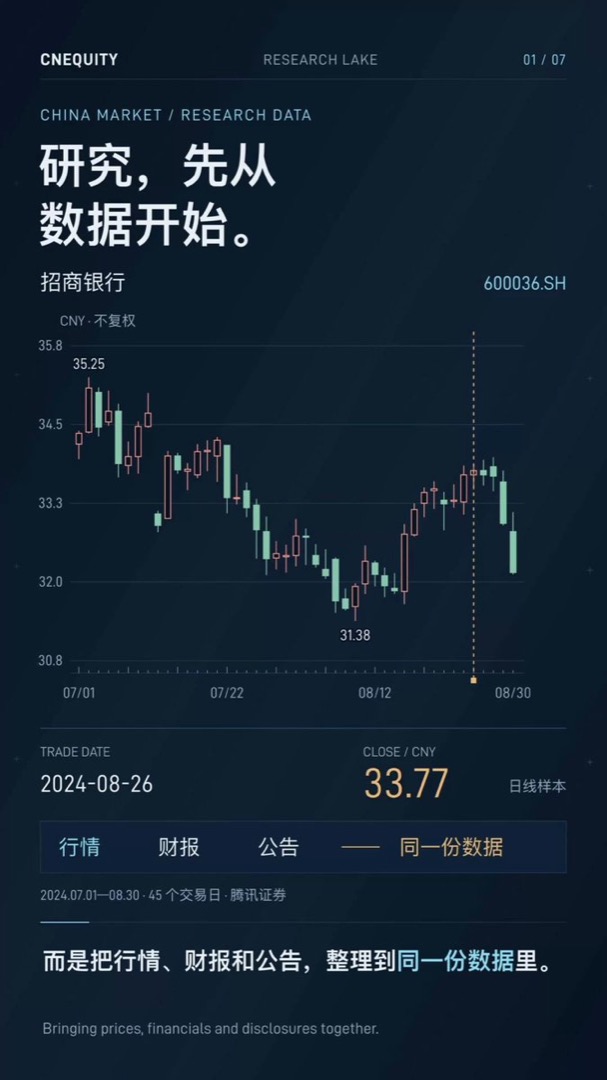 CNEQUITY RESEARCH LAKE 01 / 07
CHINA MARKET / RESEARCH DATA
研究，先从
数据开始。
招商银行 600036.SH
CNY · 不复权
35.8
35.25
34.5
33.3
32.0
31.38
30.8
07/01 07/22 08/12 08/30
TRADE DATE CLOSE / CNY
2024-08-26 33.77 日线样本
行情 财报 公告 —— 同一份数据
2024.07.01—08.30 · 45 个交易日 · 腾讯证券
而是把行情、财报和公告，整理到同一份数据里。
Bringing prices, financials and disclosures together.